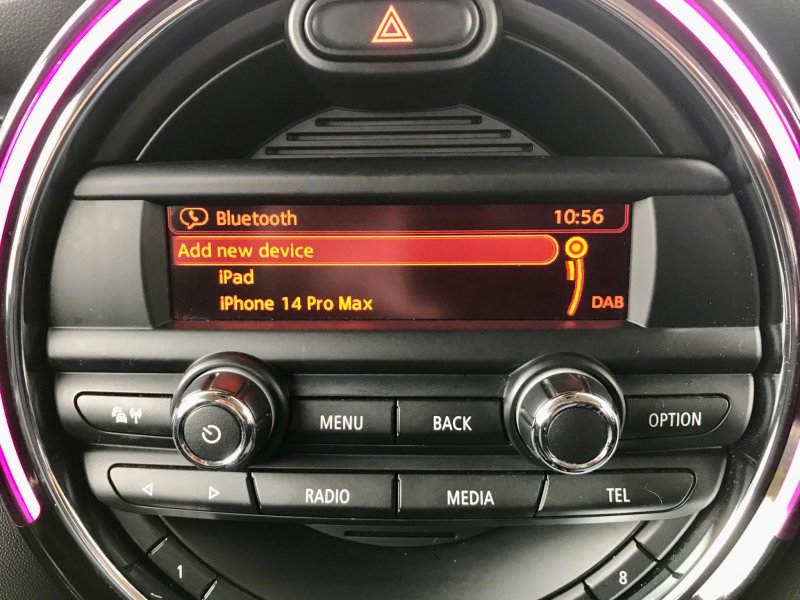 Bluetooth 10:56
Add new device
iPad
iPhone 14 Pro Max
DAB
MENU BACK OPTION
RADIO MEDIA TEL
1 8